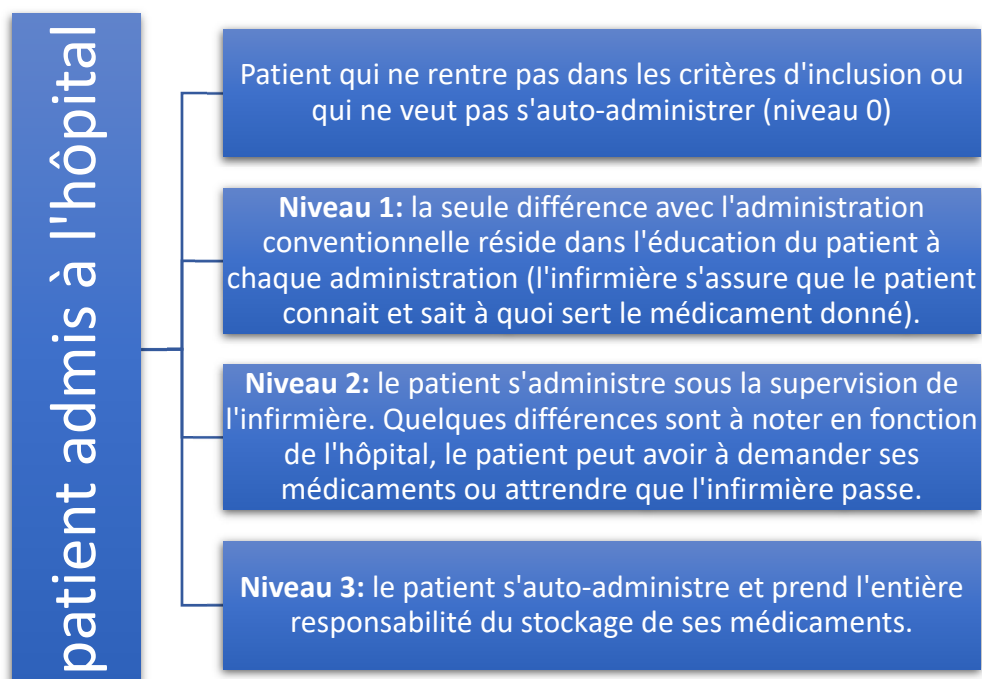 patient admis à l'hôpital
Patient qui ne rentre pas dans les critères d'inclusion ou
qui ne veut pas s'auto-administrer (niveau 0)
Niveau 1: la seule différence avec l'administration
conventionnelle réside dans l'éducation du patient à
chaque administration (l'infirmière s'assure que le patient
connait et sait à quoi sert le médicament donné).
Niveau 2: le patient s'administre sous la supervision de
l'infirmière. Quelques différences sont à noter en fonction
de l'hôpital, le patient peut avoir à demander ses
médicaments ou attrendre que l'infirmière passe.
Niveau 3: le patient s'auto-administre et prend l'entière
responsabilité du stockage de ses médicaments.